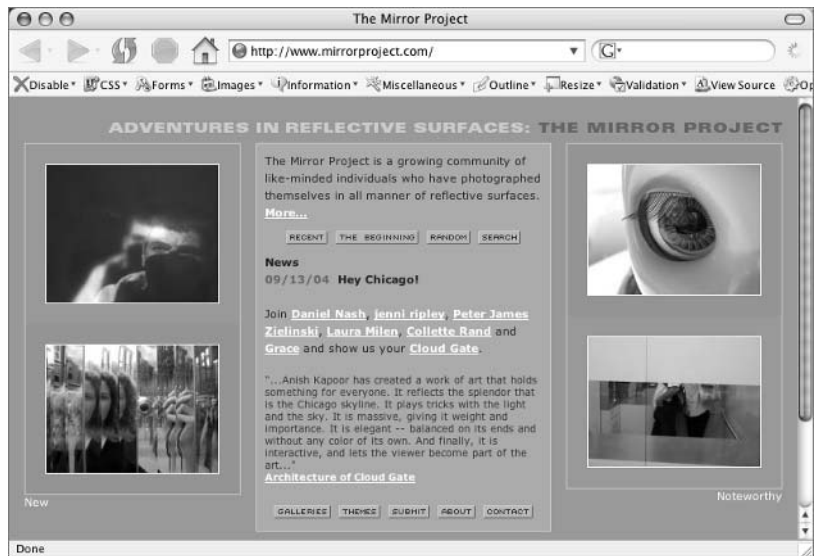 The Mirror Project
http://www.mirrorproject.com/
G
Disable CSS Forms Images Information Miscellaneous Outline Resize Validation View Source Op
ADVENTURES IN REFLECTIVE SURFACES: THE MIRROR PROJECT
The Mirror Project is a growing community of
like-minded individuals who have photographed
themselves in all manner of reflective surfaces.
More...
RECENT THE BEGINNING RANDOM SEARCH
News
09/13/04 Hey Chicago!
Join Daniel Nash, jenni ripley, Peter James
Zielinski, Laura Milen, Collette Rand and
Grace and show us your Cloud Gate.
"...Anish Kapoor has created a work of art that holds
something for everyone. It reflects the splendor that
is the Chicago skyline. It plays tricks with the light
and the sky. It is massive, giving it weight and
importance. It is elegant -- balanced on its ends and
without any color of its own. And finally, it is
interactive, and lets the viewer become part of the
art..."
Architecture of Cloud Gate
GALLERIES THEMES SUBMIT ABOUT CONTACT
New
Noteworthy
Done